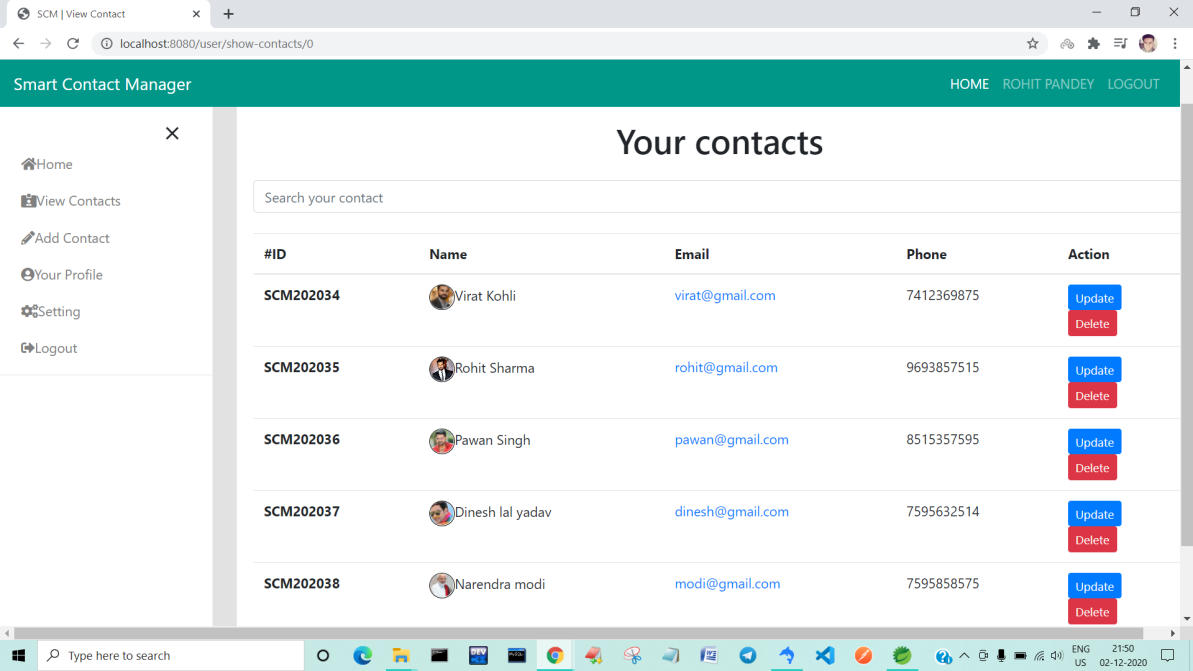 SCM | View Contact
localhost:8080/user/show-contacts/0
Smart Contact Manager
HOME ROHIT PANDEY LOGOUT
Home
View Contacts
Add Contact
Your Profile
Setting
Logout
Your contacts
Search your contact
#ID Name Email Phone Action
SCM202034 Virat Kohli virat@gmail.com 7412369875 Update
Delete
SCM202035 Rohit Sharma rohit@gmail.com 9693857515 Update
Delete
SCM202036 Pawan Singh pawan@gmail.com 8515357595 Update
Delete
SCM202037 Dinesh lal yadav dinesh@gmail.com 7595632514 Update
Delete
SCM202038 Narendra modi modi@gmail.com 7595858575 Update
Delete
Type here to search
DEV
ENG
US
21:50
02-12-2020